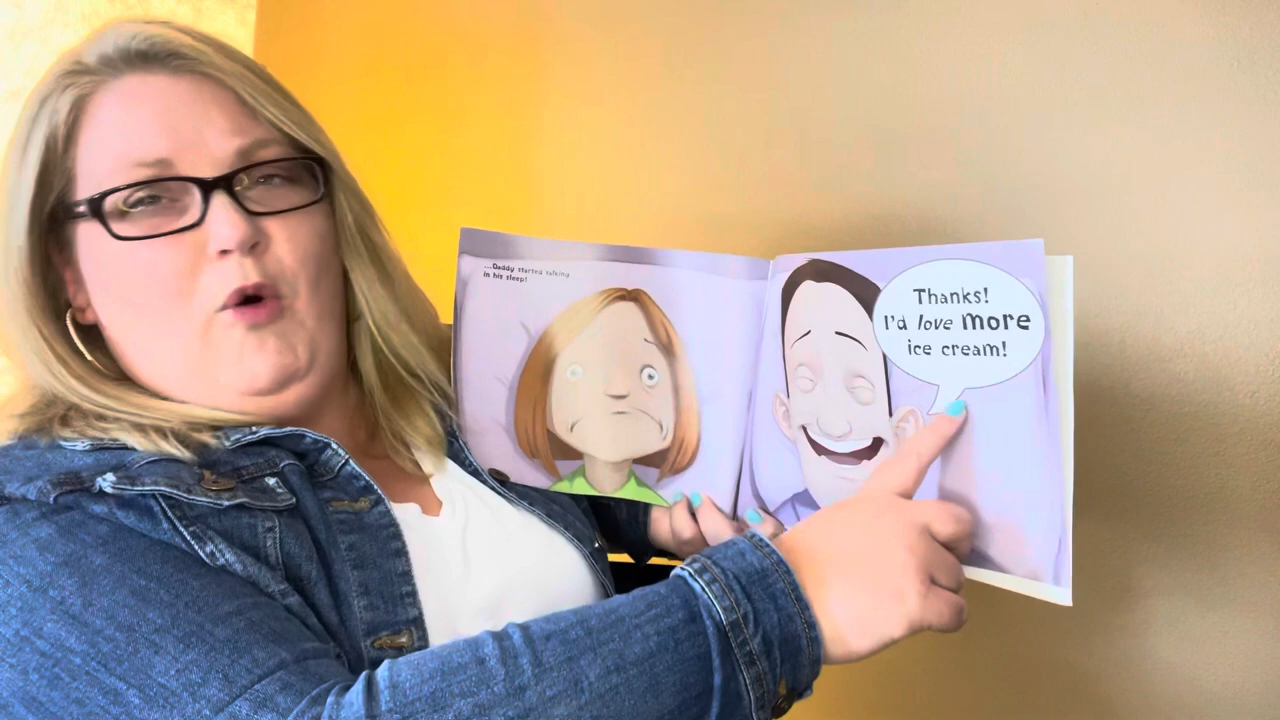 ...Daddy started talking
in his sleep!
Thanks!
I'd love more
ice cream!